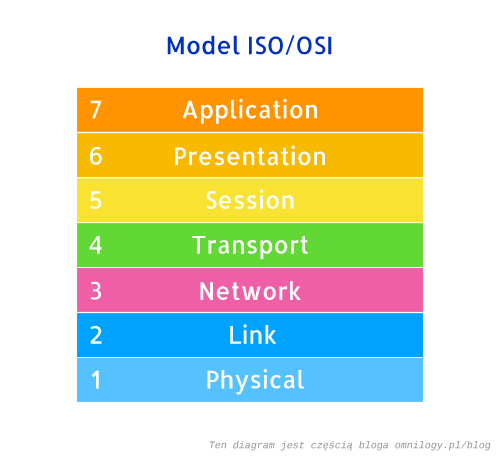 Model ISO/OSI
7 Application
6 Presentation
5 Session
4 Transport
3 Network
2 Link
1 Physical
Ten diagram jest częścią bloga omnilogy.pl/blog